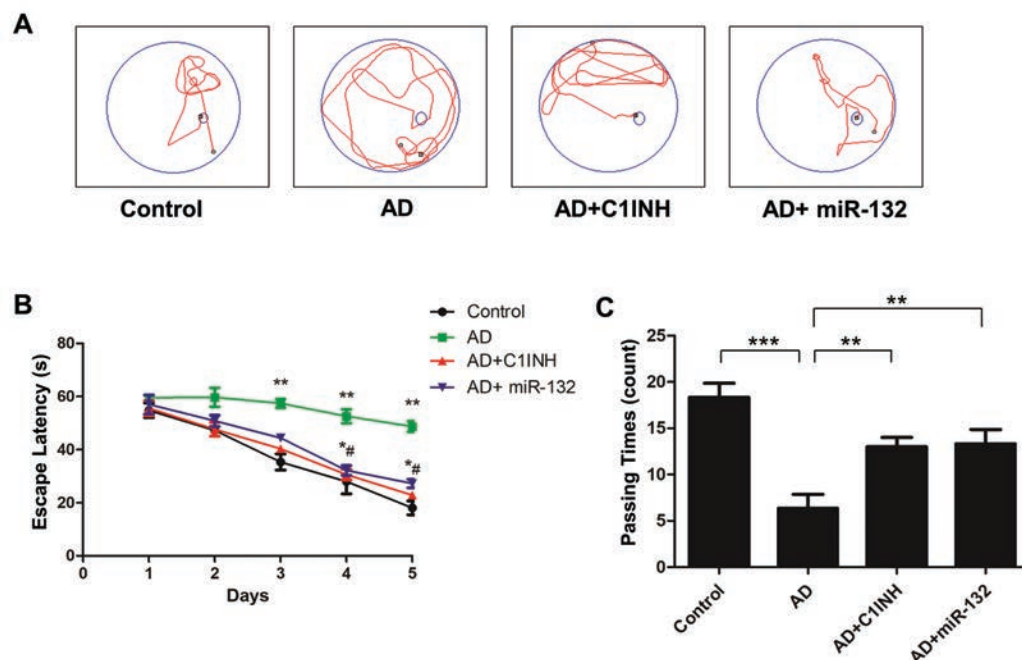 A
Control
AD
AD+C1INH
AD+ miR-132
B
Control
AD
AD+C1INH
AD+ miR-132
Escape Latency (s)
80
60
40
20
0
**
**
**
*#
*#
0 1 2 3 4 5
Days
C
Passing Times (count)
25
20
15
10
5
0
**
*** **
Control AD AD+C1INH AD+miR-132